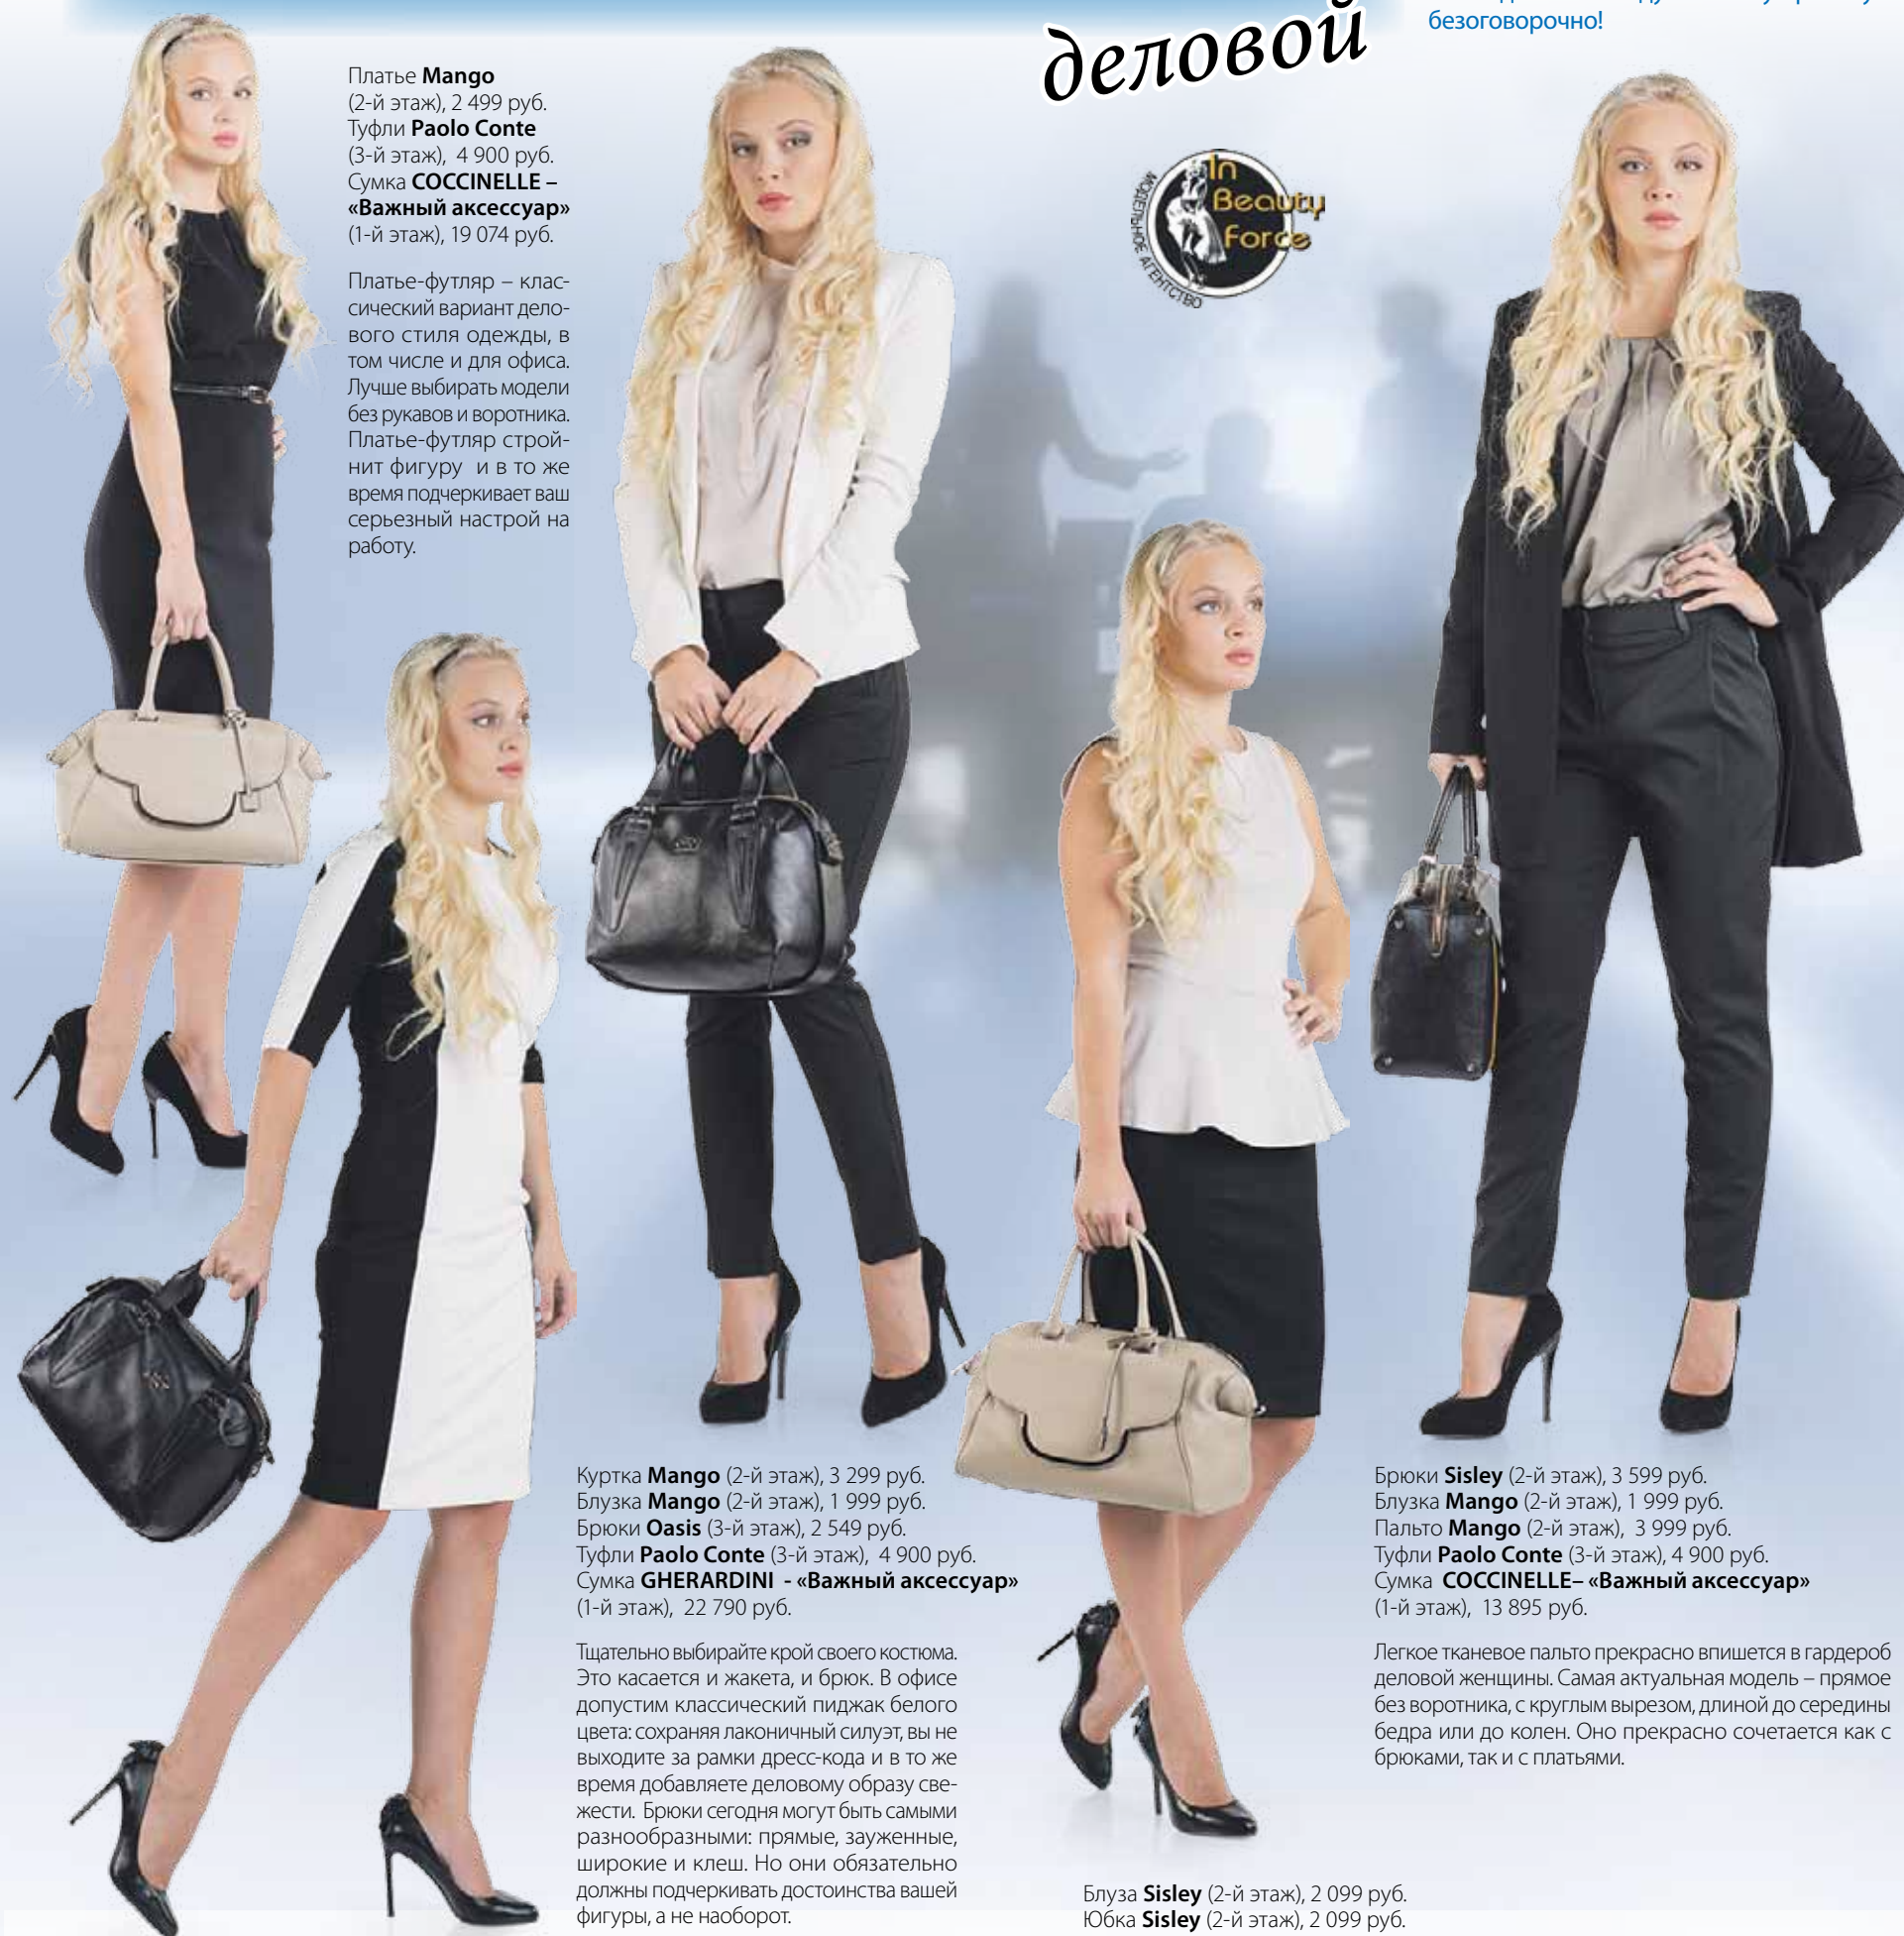 деловой
безоговорочно!
Платье Mango
(2-й этаж), 2 499 руб.
Туфли Paolo Conte
(3-й этаж), 4 900 руб.
Сумка COCCINELLE –
«Важный аксессуар»
(1-й этаж), 19 074 руб.
Платье-футляр – клас-
сический вариант дело-
вого стиля одежды, в
том числе и для офиса.
Лучше выбирать модели
без рукавов и воротника.
Платье-футляр строй-
нит фигуру и в то же
время подчеркивает ваш
серьезный настрой на
работу.
In
Beauty
Force
МОДЕЛЬНОЕ АГЕНТСТВО
Куртка Mango (2-й этаж), 3 299 руб.
Блузка Mango (2-й этаж), 1 999 руб.
Брюки Oasis (3-й этаж), 2 549 руб.
Туфли Paolo Conte (3-й этаж), 4 900 руб.
Сумка GHERARDINI - «Важный аксессуар»
(1-й этаж), 22 790 руб.
Тщательно выбирайте крой своего костюма.
Это касается и жакета, и брюк. В офисе
допустим классический пиджак белого
цвета: сохраняя лаконичный силуэт, вы не
выходите за рамки дресс-кода и в то же
время добавляете деловому образу све-
жести. Брюки сегодня могут быть самыми
разнообразными: прямые, зауженные,
широкие и клеш. Но они обязательно
должны подчеркивать достоинства вашей
фигуры, а не наоборот.
Блуза Sisley (2-й этаж), 2 099 руб.
Юбка Sisley (2-й этаж), 2 099 руб.
Брюки Sisley (2-й этаж), 3 599 руб.
Блузка Mango (2-й этаж), 1 999 руб.
Пальто Mango (2-й этаж), 3 999 руб.
Туфли Paolo Conte (3-й этаж), 4 900 руб.
Сумка COCCINELLE– «Важный аксессуар»
(1-й этаж), 13 895 руб.
Легкое тканевое пальто прекрасно впишется в гардероб
деловой женщины. Самая актуальная модель – прямое
без воротника, с круглым вырезом, длиной до середины
бедра или до колен. Оно прекрасно сочетается как с
брюками, так и с платьями.